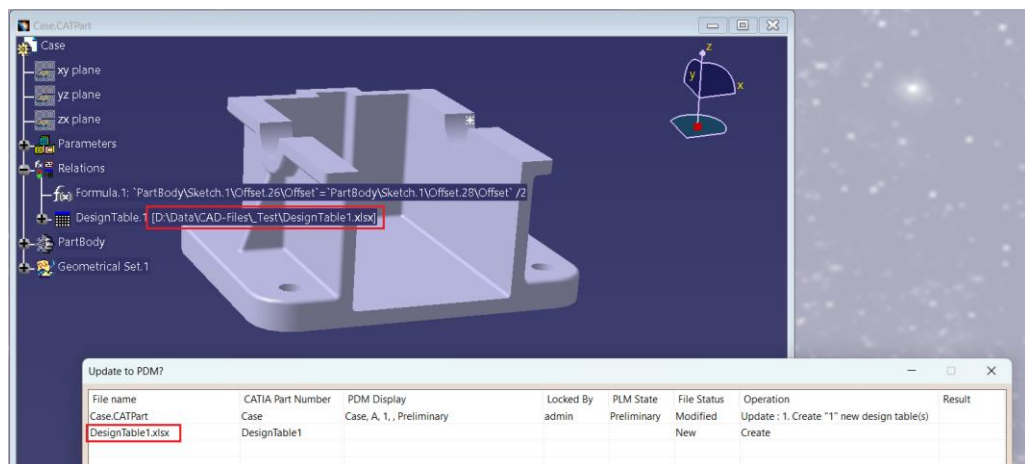 Case.CATPart
Case
xy plane
yz plane
zx plane
Parameters
Relations
Formula.1: `PartBody\Sketch.1\Offset.26\Offset`=`PartBody\Sketch.1\Offset.28\Offset` /2
DesignTable.1 [D:\Data\CAD-Files\_Test\DesignTable1.xlsx]
PartBody
Geometrical Set.1
z
y
x
Update to PDM?
File name CATIA Part Number PDM Display Locked By PLM State File Status Operation Result
Case.CATPart Case Case, A, 1, , Preliminary admin Preliminary Modified Update : 1. Create "1" new design table(s)
DesignTable1.xlsx DesignTable1 New Create